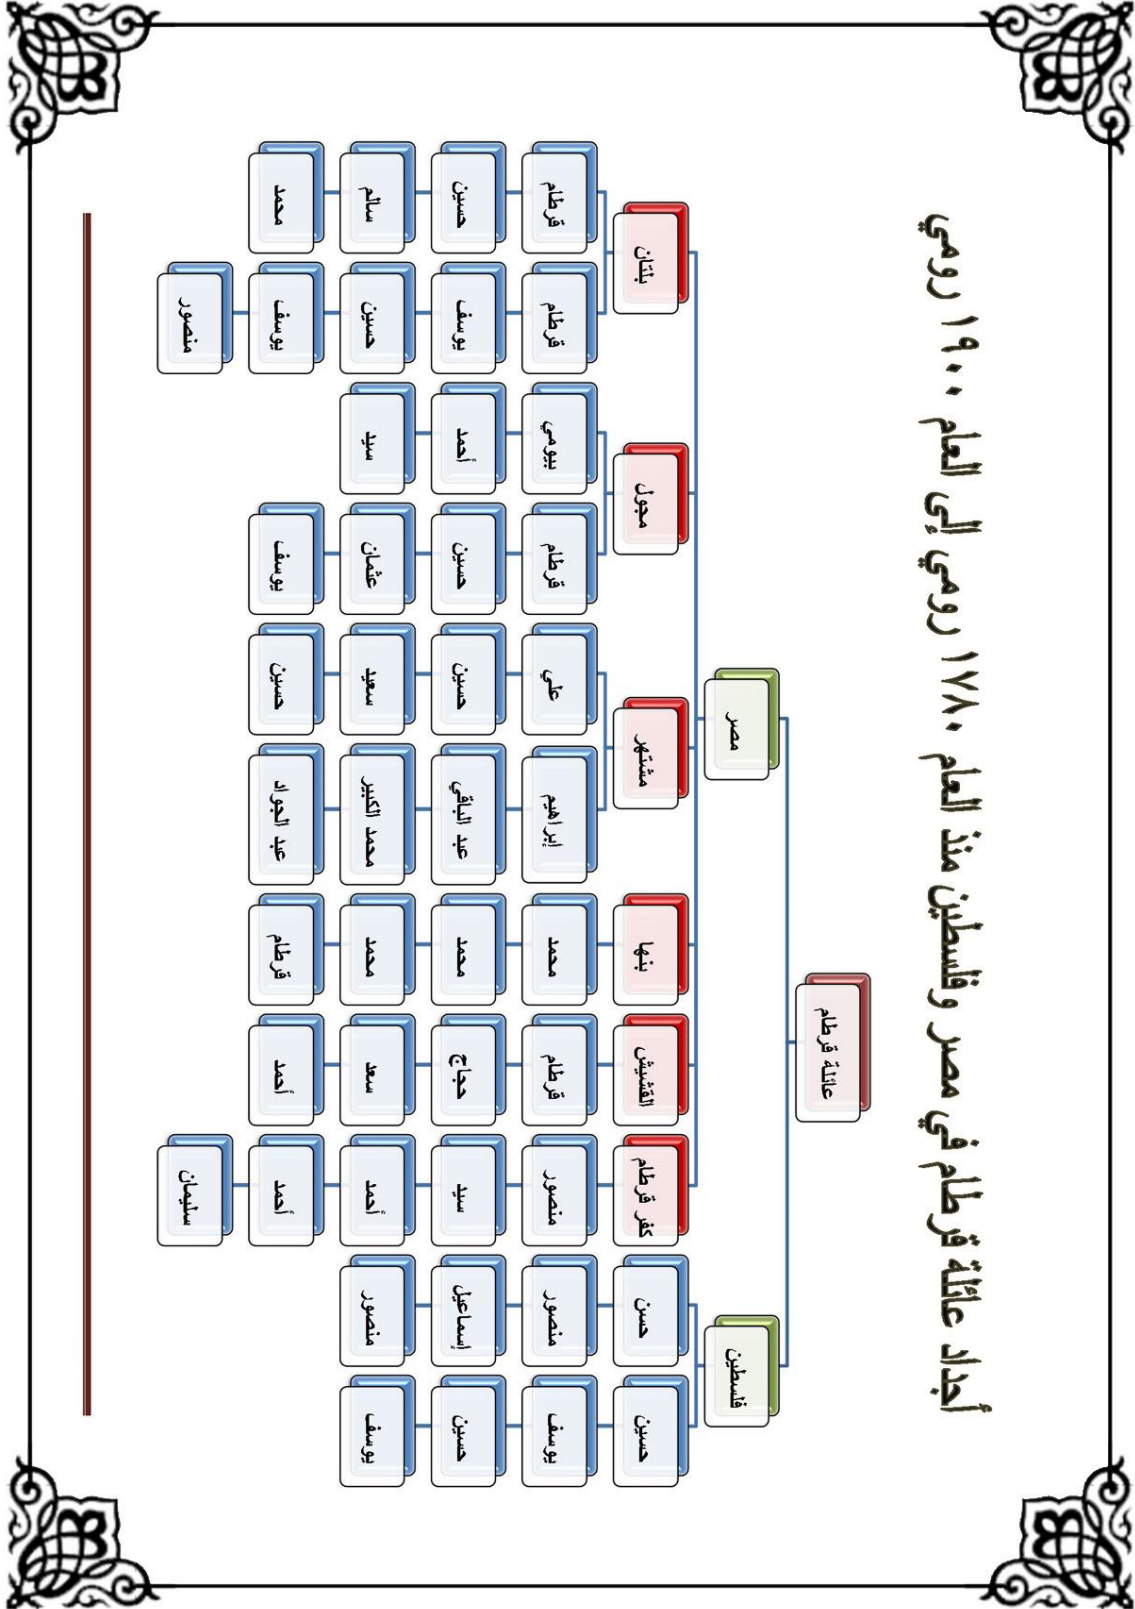 أجداد عائلة قرطام في مصر وفلسطين منذ العام ١٧٨٠ رومي إلى العام ١٩٠٠ رومي
عائلة قرطام
فلسطين
مصر
حسين
حسن
كفر قرطام
القشيش
بنها
مشتهر
مجول
بلتان
يوسف
منصور
منصور
قرطام
محمد
إبراهيم
علي
قرطام
بيومي
قرطام
قرطام
حسين
إسماعيل
سيد
حجاج
محمد
عبد الباقي
حسين
حسين
أحمد
يوسف
حسين
يوسف
منصور
أحمد
سعد
محمد
محمد الكبير
سعيد
عثمان
سيد
حسين
سالم
أحمد
أحمد
قرطام
عبد الجواد
حسين
يوسف
يوسف
محمد
سليمان
منصور